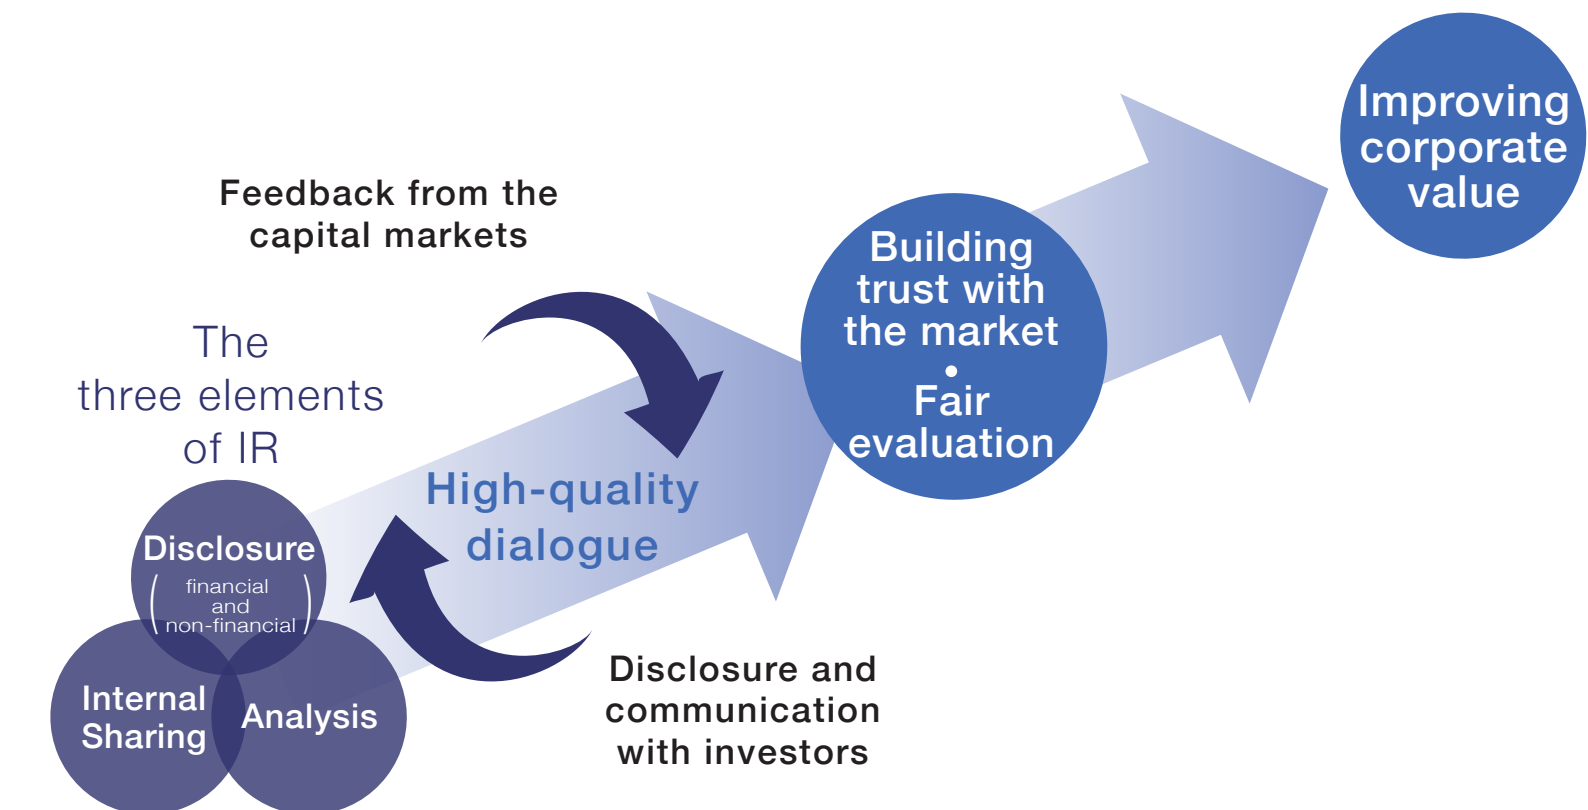 Improving
corporate
value
Feedback from the
capital markets
Building
trust with
the market
•
Fair
evaluation
The
three elements
of IR
High-quality
dialogue
Disclosure
(financial
and
non-financial)
Internal
Sharing
Analysis
Disclosure and
communication
with investors